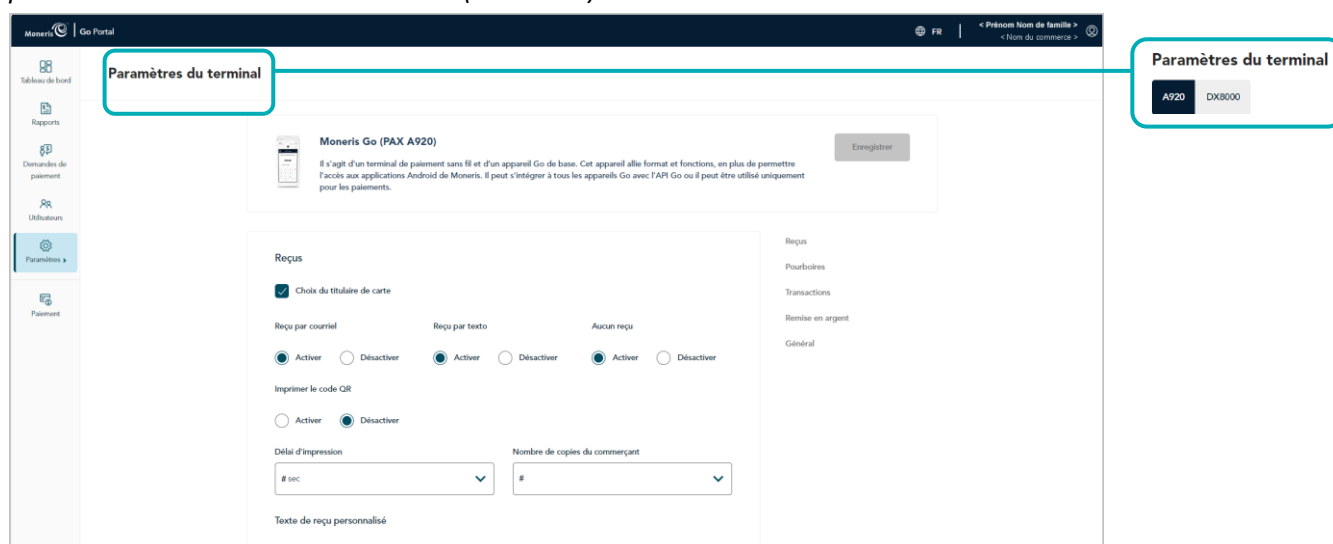 Moneris Go Portal
FR
< Prénom Nom de famille >
< Nom du commerce >
Tableau de bord
Rapports
Demandes de
paiement
Utilisateurs
Paramètres
Paiement
Paramètres du terminal
Paramètres du terminal
A920 DX8000
Moneris Go (PAX A920)
Il s'agit d'un terminal de paiement sans fil et d'un appareil Go de base. Cet appareil allie format et fonctions, en plus de permettre
l'accès aux applications Android de Moneris. Il peut s'intégrer à tous les appareils Go avec l'API Go ou il peut être utilisé uniquement
pour les paiements.
Enregistrer
Reçus
Choix du titulaire de carte
Reçu par courriel Reçu par texto Aucun reçu
Activer Désactiver Activer Désactiver Activer Désactiver
Imprimer le code QR
Activer Désactiver
Délai d'impression Nombre de copies du commerçant
# sec #
Texte de reçu personnalisé
Reçus
Pourboires
Transactions
Remise en argent
Général